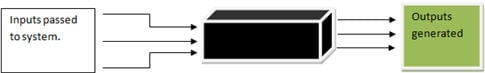 Inputs passed
to system.
Outputs
generated